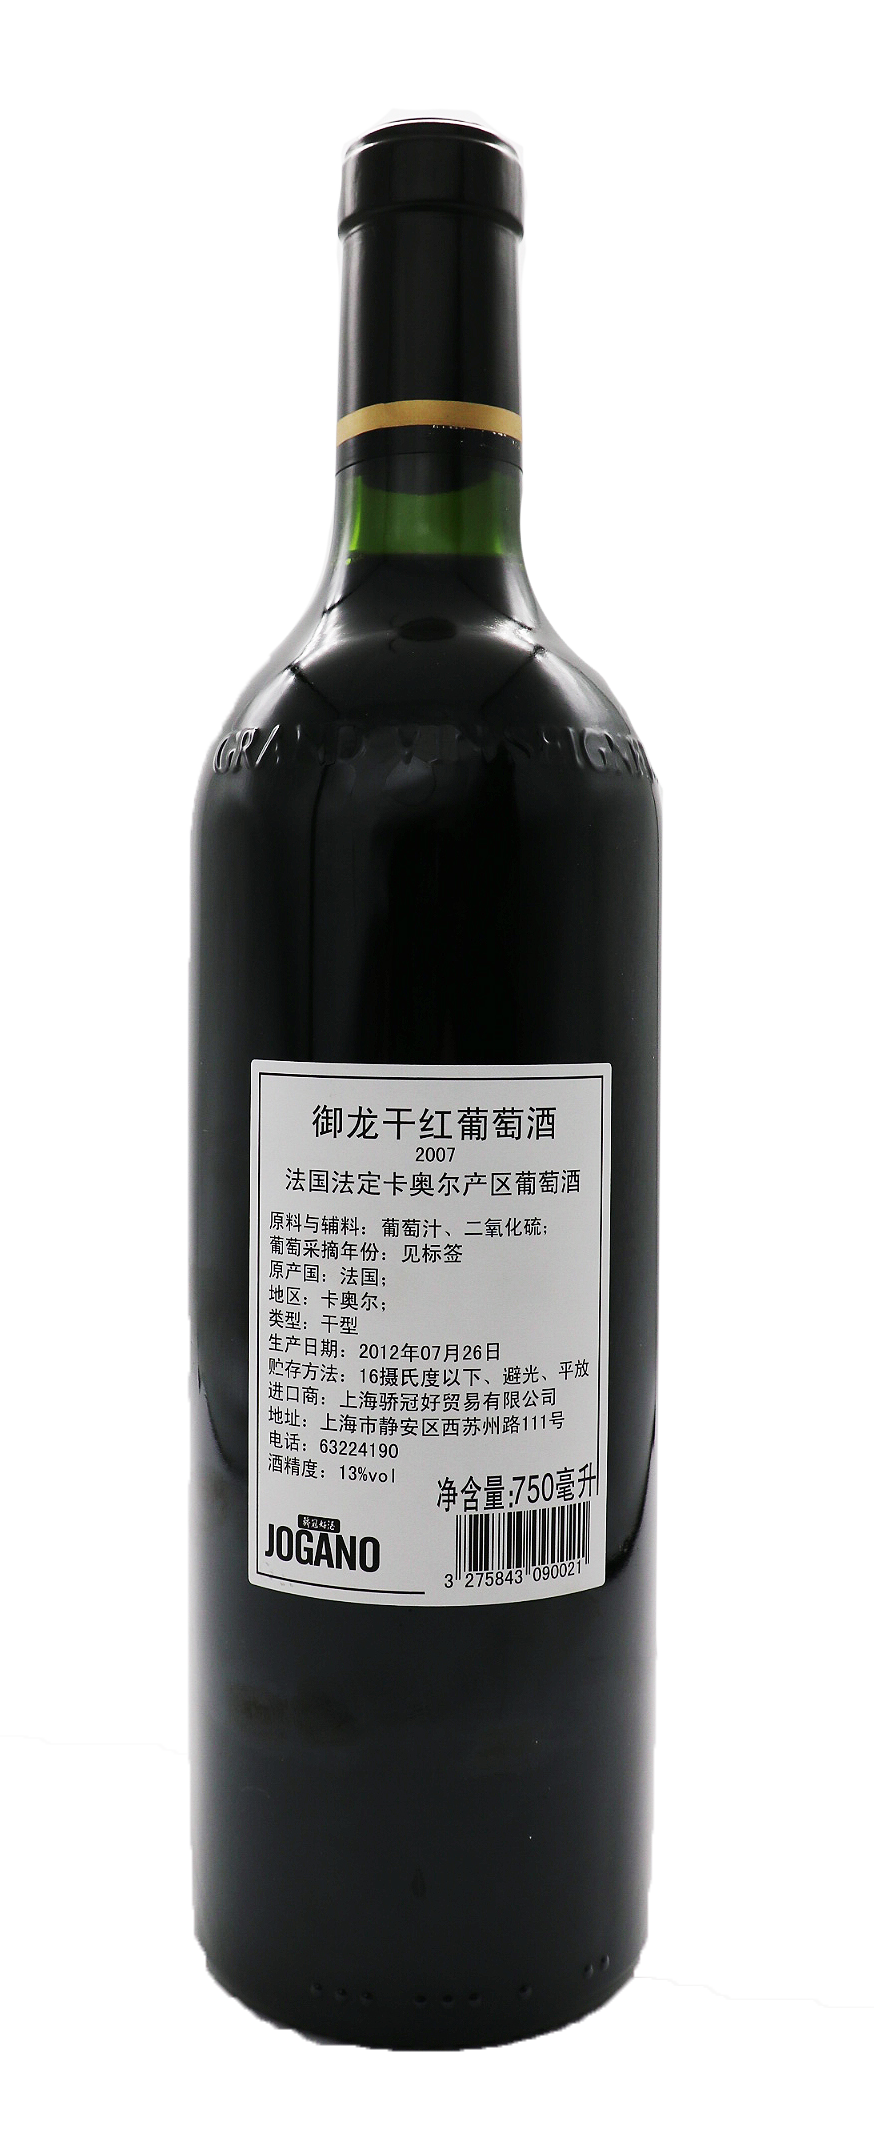 GRAND VIN SEIGNE
御龙干红葡萄酒
2007
法国法定卡奥尔产区葡萄酒
原料与辅料：葡萄汁、二氧化硫；
葡萄采摘年份：见标签
原产国：法国；
地区：卡奥尔；
类型：干型
生产日期：2012年07月26日
贮存方法：16摄氏度以下、避光、平放
进口商：上海骄冠好贸易有限公司
地址：上海市静安区西苏州路111号
电话：63224190
酒精度：13%vol
净含量:750毫升
骄冠好酒
JOGANO
3 275843 090021